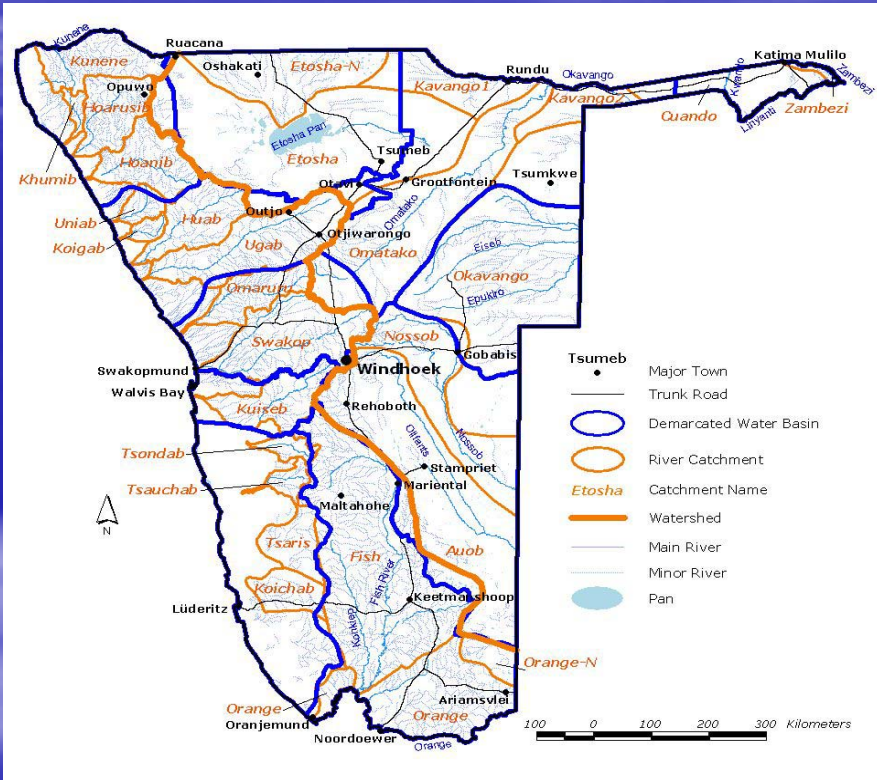 Kunene
Ruacana
Kunene
Oshakati
Etosha-N
Opuwo
Hoarusib
Kavango1
Rundu
Okavango
Kavango2
Katima Mulilo
Kwando
Zambezi
Zambezi
Quando
Linyanti
Etosha Pan
Etosha
Tsumeb
Hoanib
Khumib
Otavi
Grootfontein
Tsumkwe
Uniab
Huab
Outjo
Omatako
Koigab
Ugab
Otjiwarongo
Omatako
Eiseb
Okavango
Omaruru
Epukiro
Swakop
Nossob
Gobabis
Swakopmund
Windhoek
Walvis Bay
Kuiseb
Rehoboth
Olifants
Nossob
Tsondab
Stampriet
Tsauchab
Mariental
Maltahohe
Tsaris
Fish
Auob
Koichab
Fish River
Keetmanshoop
Lüderitz
Konkiep
Orange-N
Orange
Ariamsvlei
Oranjemund
Orange
Noordoewer
Orange
N
Tsumeb
Major Town
Trunk Road
Demarcated Water Basin
River Catchment
Etosha
Catchment Name
Watershed
Main River
Minor River
Pan
100 0 100 200 300 Kilometers